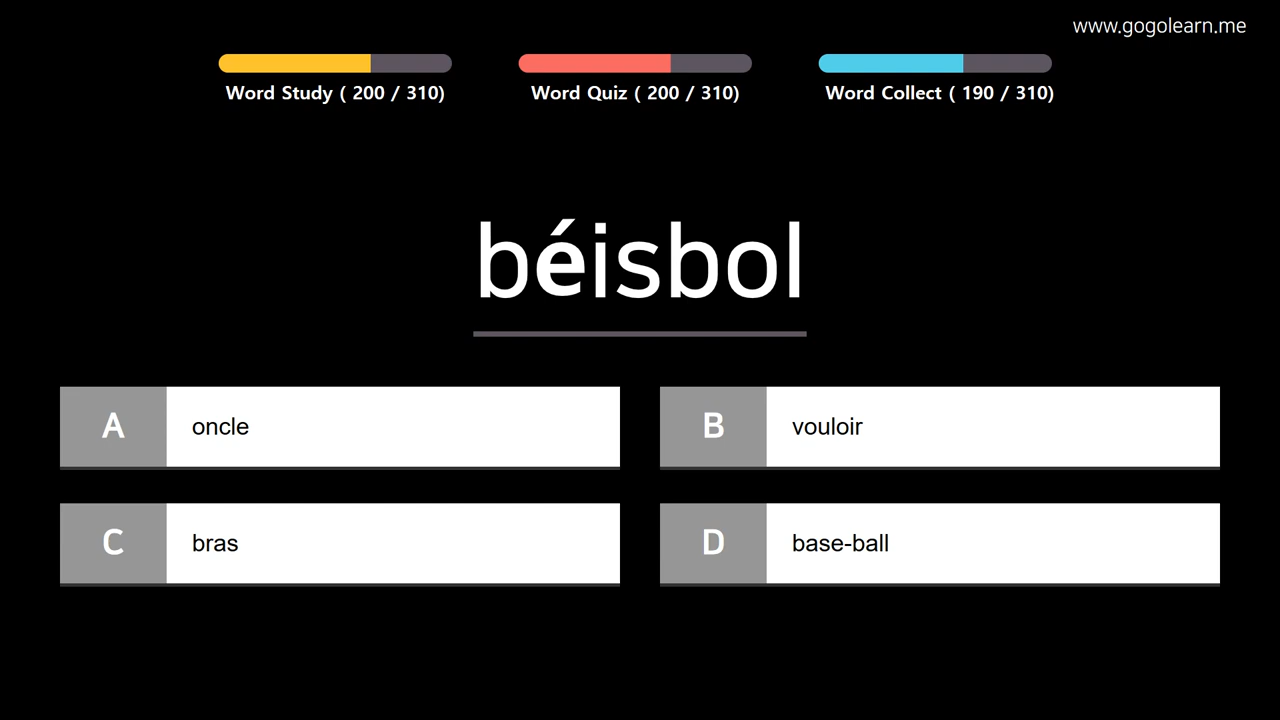 www.gogolearn.me
Word Study ( 200 / 310)
Word Quiz ( 200 / 310)
Word Collect ( 190 / 310)
béisbol
A oncle
B vouloir
C bras
D base-ball